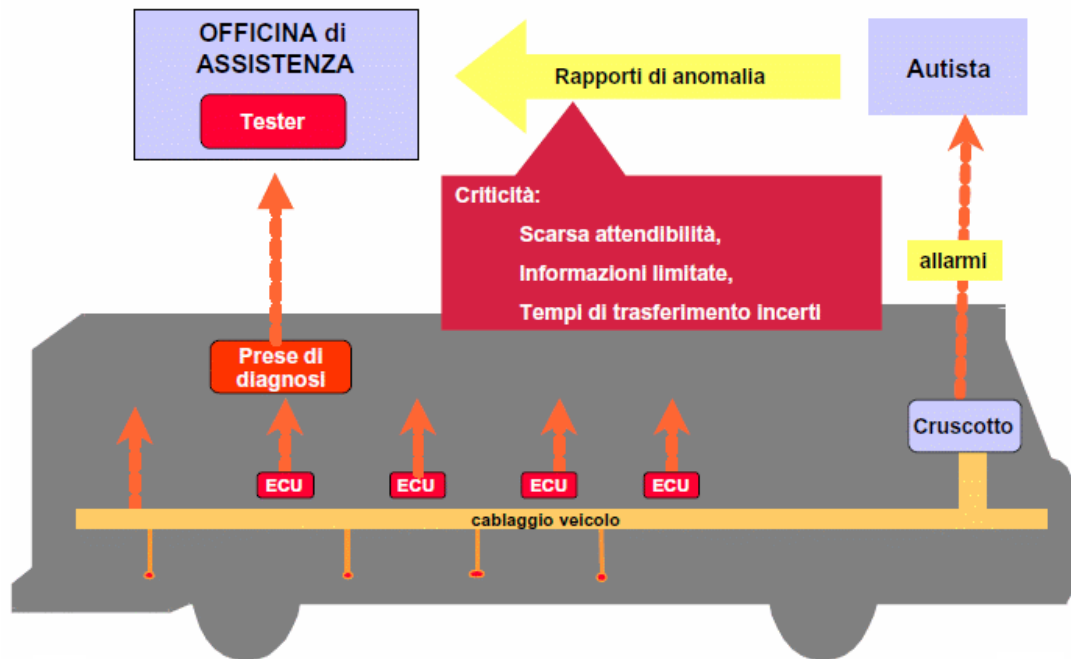 OFFICINA di
ASSISTENZA
Tester
Rapporti di anomalia
Autista
Criticità:
Scarsa attendibilità,
Informazioni limitate,
Tempi di trasferimento incerti
allarmi
Prese di
diagnosi
Cruscotto
ECU
ECU
ECU
ECU
cablaggio veicolo